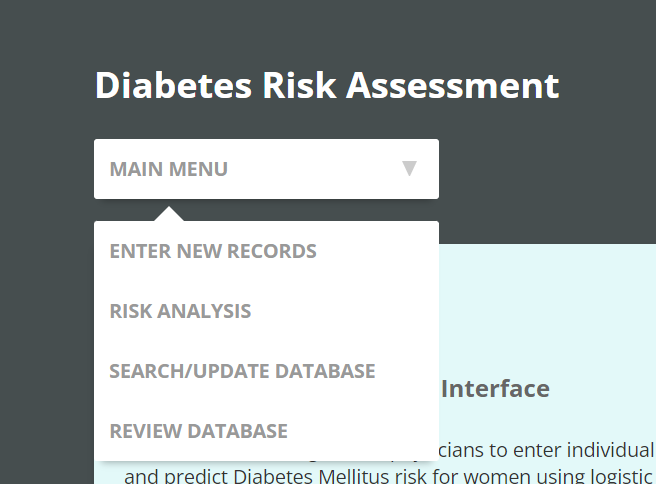 Diabetes Risk Assessment
MAIN MENU
ENTER NEW RECORDS
RISK ANALYSIS
SEARCH/UPDATE DATABASE
REVIEW DATABASE
Interface
to enter individual
and predict Diabetes Mellitus risk for women using logistic